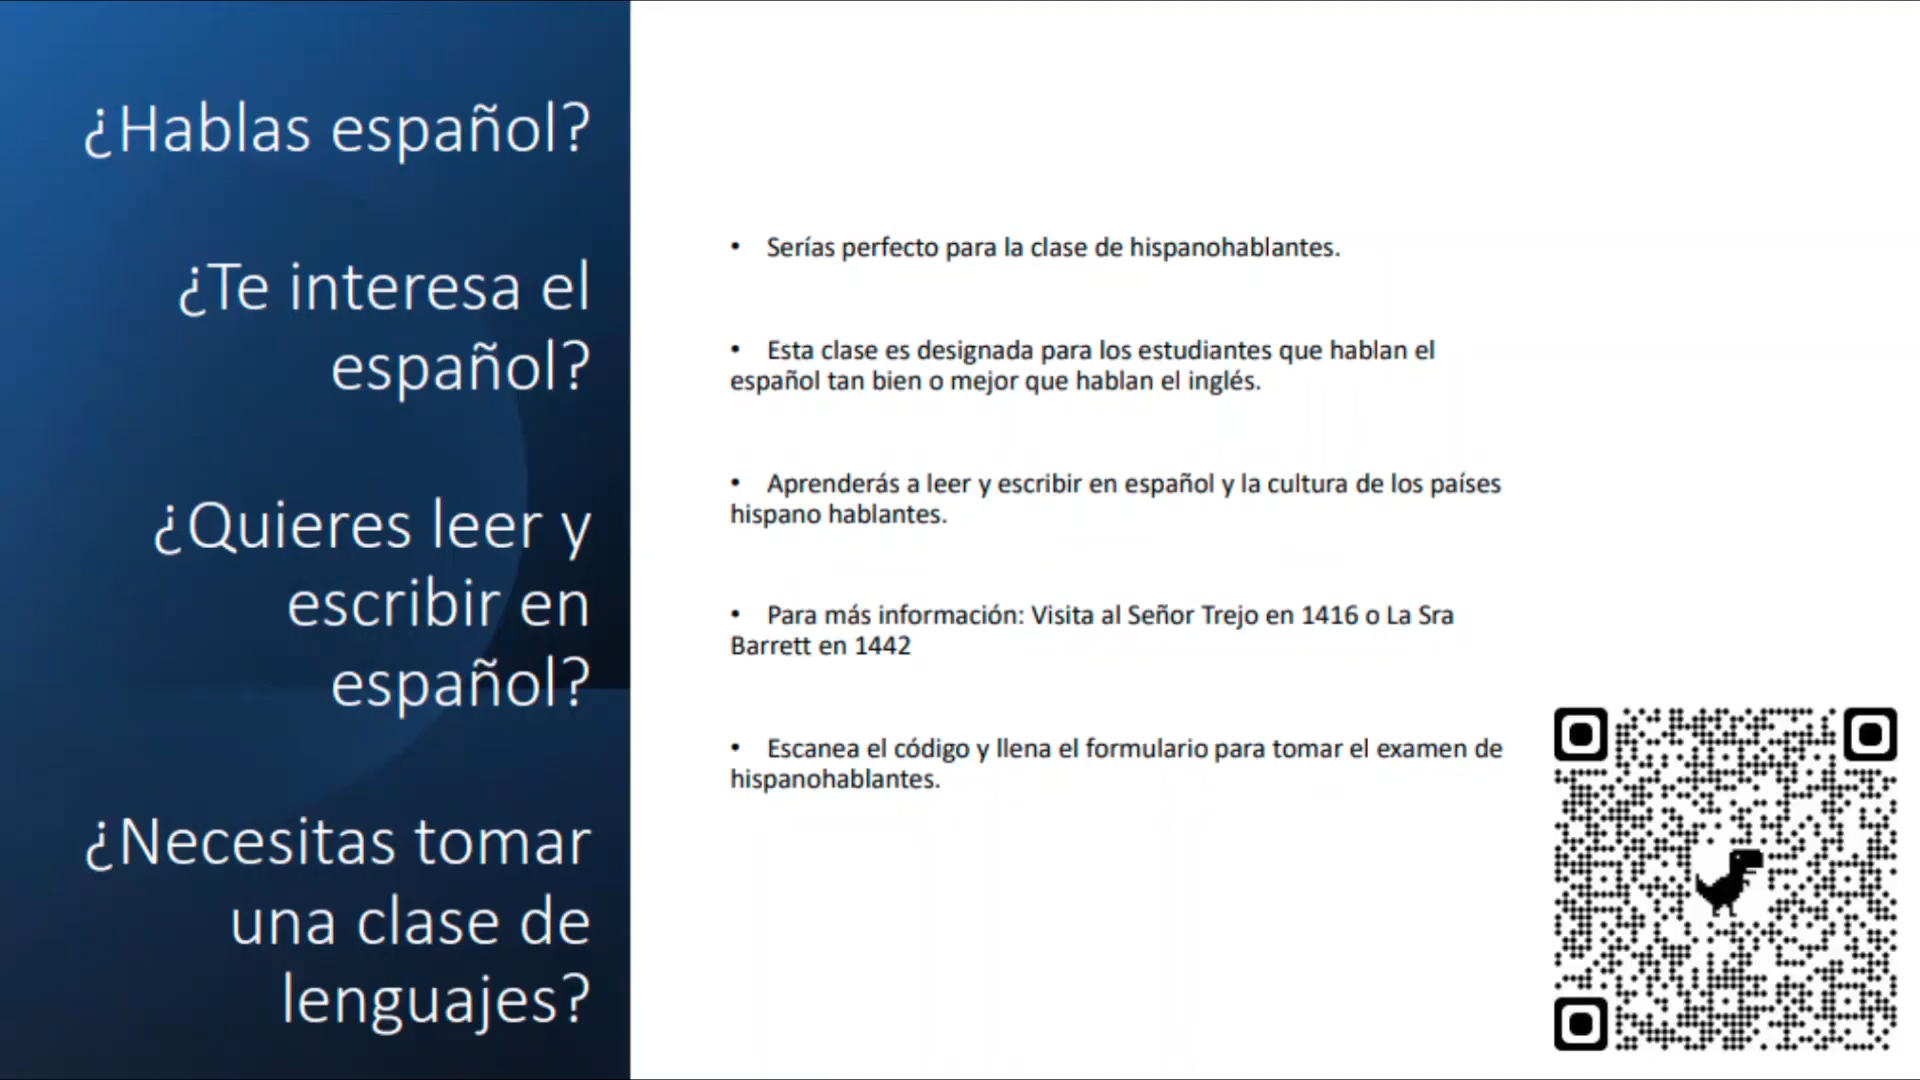 ¿Hablas español?
¿Te interesa el
español?
¿Quieres leer y
escribir en
español?
¿Necesitas tomar
una clase de
lenguajes?
• Serías perfecto para la clase de hispanohablantes.
• Esta clase es designada para los estudiantes que hablan el
español tan bien o mejor que hablan el inglés.
• Aprenderás a leer y escribir en español y la cultura de los países
hispano hablantes.
• Para más información: Visita al Señor Trejo en 1416 o La Sra
Barrett en 1442
• Escanea el código y llena el formulario para tomar el examen de
hispanohablantes.